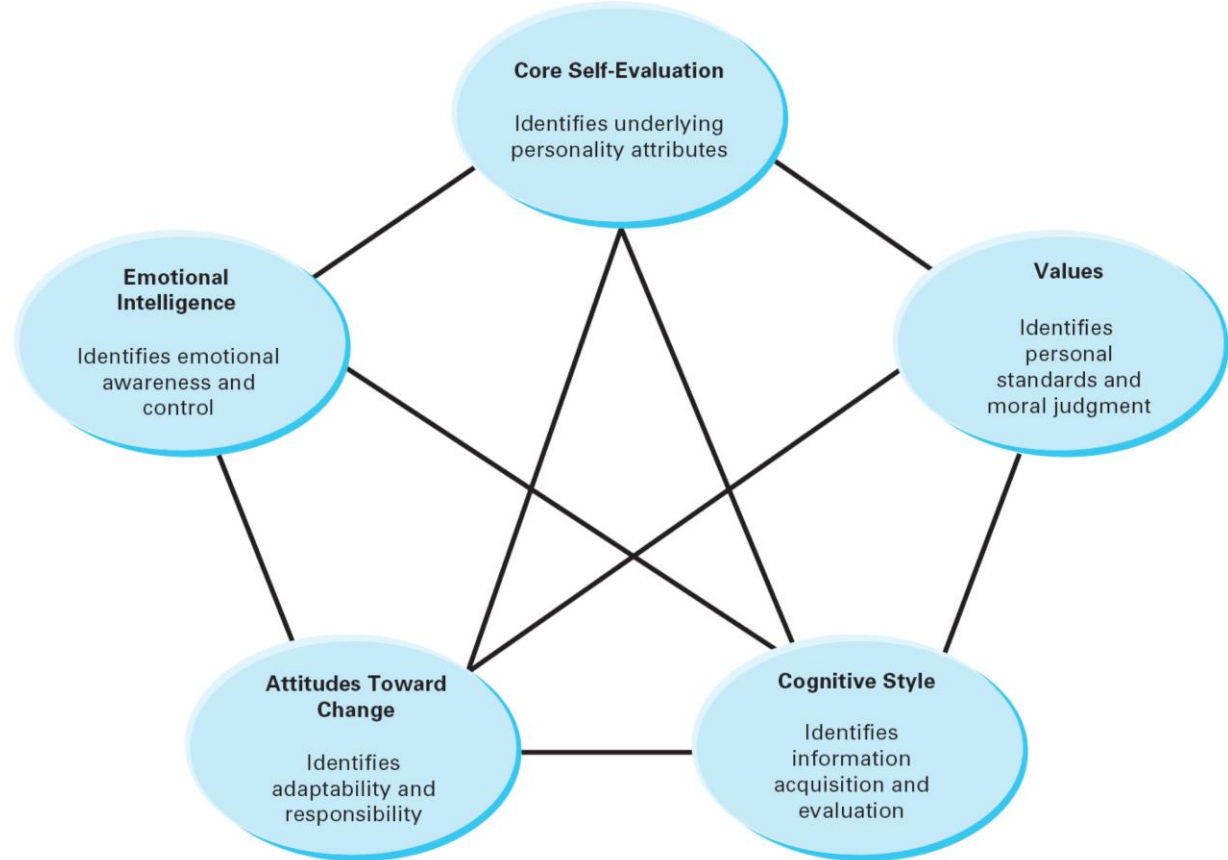 Core Self-Evaluation
Identifies underlying
personality attributes
Emotional
Intelligence
Identifies emotional
awareness and
control
Values
Identifies
personal
standards and
moral judgment
Attitudes Toward
Change
Identifies
adaptability and
responsibility
Cognitive Style
Identifies
information
acquisition and
evaluation